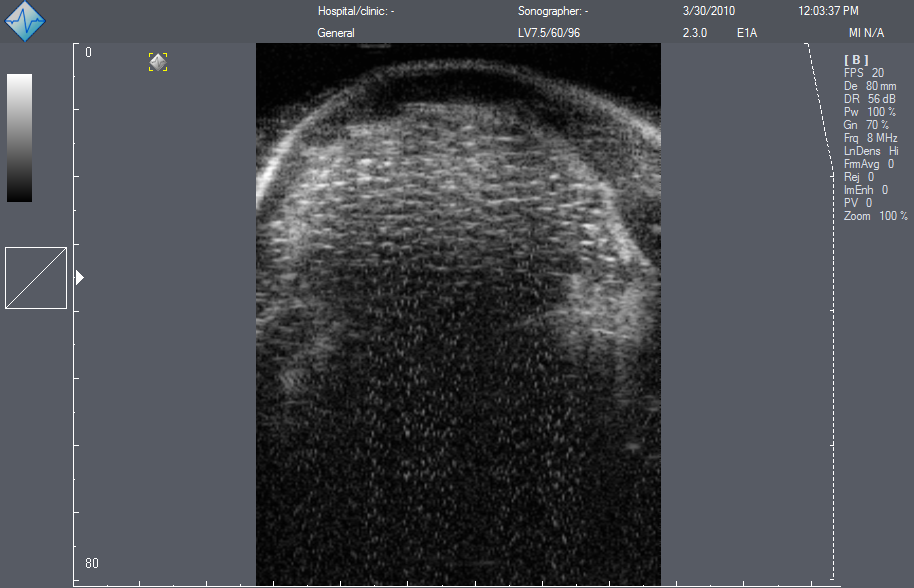 Hospital/clinic: - Sonographer: - 3/30/2010 12:03:37 PM
General LV7.5/60/96 2.3.0 E1A MI N/A
0
[ B ]
FPS 20
De 80 mm
DR 56 dB
Pw 100 %
Gn 70 %
Frq 8 MHz
LnDens Hi
FrmAvg 0
Rej 0
ImEnh 0
PV 0
Zoom 100 %
80